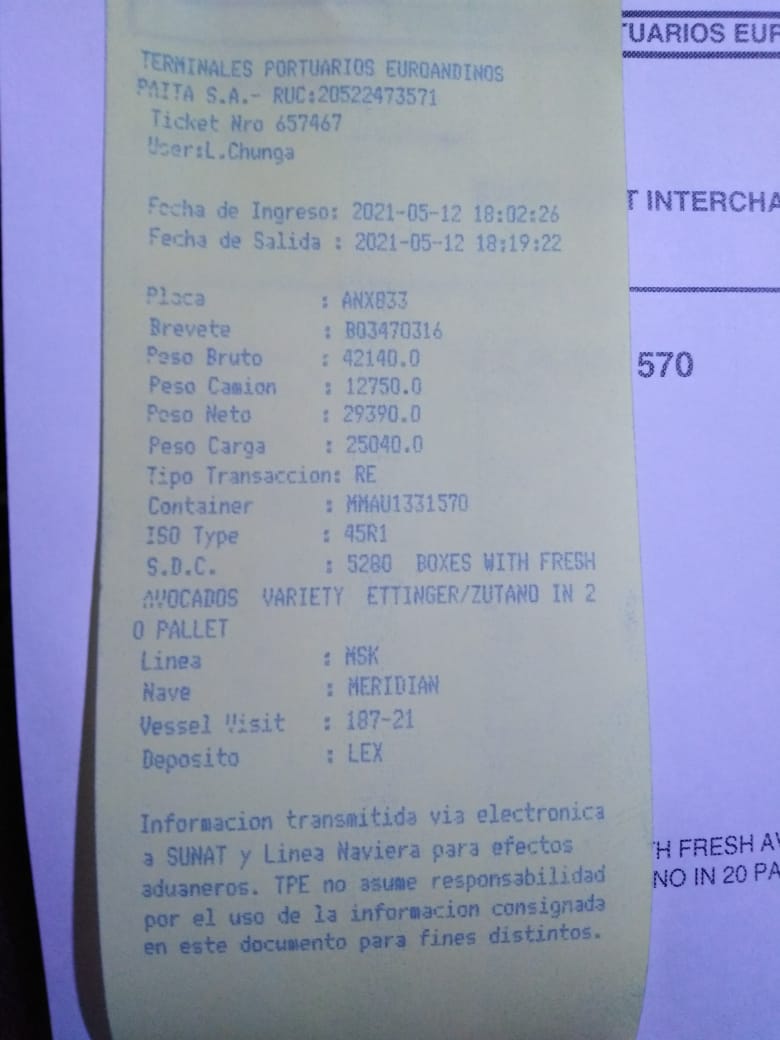 TERMINALES PORTUARIOS EUROANDINOS
PAITA S.A.- RUC:20522473571
Ticket Nro 657467
User:L.Chunga
Fecha de Ingreso: 2021-05-12 18:02:26
Fecha de Salida : 2021-05-12 18:19:22
Placa : ANX833
Brevete : B03470316
Peso Bruto : 42140.0
Peso Camion : 12750.0
Peso Neto : 29390.0
Peso Carga : 25040.0
Tipo Transaccion: RE
Container : MMAU1331570
ISO Type : 45R1
S.D.C. : 5280 BOXES WITH FRESH
AVOCADOS VARIETY ETTINGER/ZUTANO IN 2
0 PALLET
Linea : MSK
Nave : MERIDIAN
Vessel Visit : 187-21
Deposito : LEX
Informacion transmitida via electronica
a SUNAT y Linea Naviera para efectos
aduaneros. TPE no asume responsabilidad
por el uso de la informacion consignada
en este documento para fines distintos.
TUARIOS EUR
T INTERCHA
570
TH FRESH AV
NO IN 20 PA